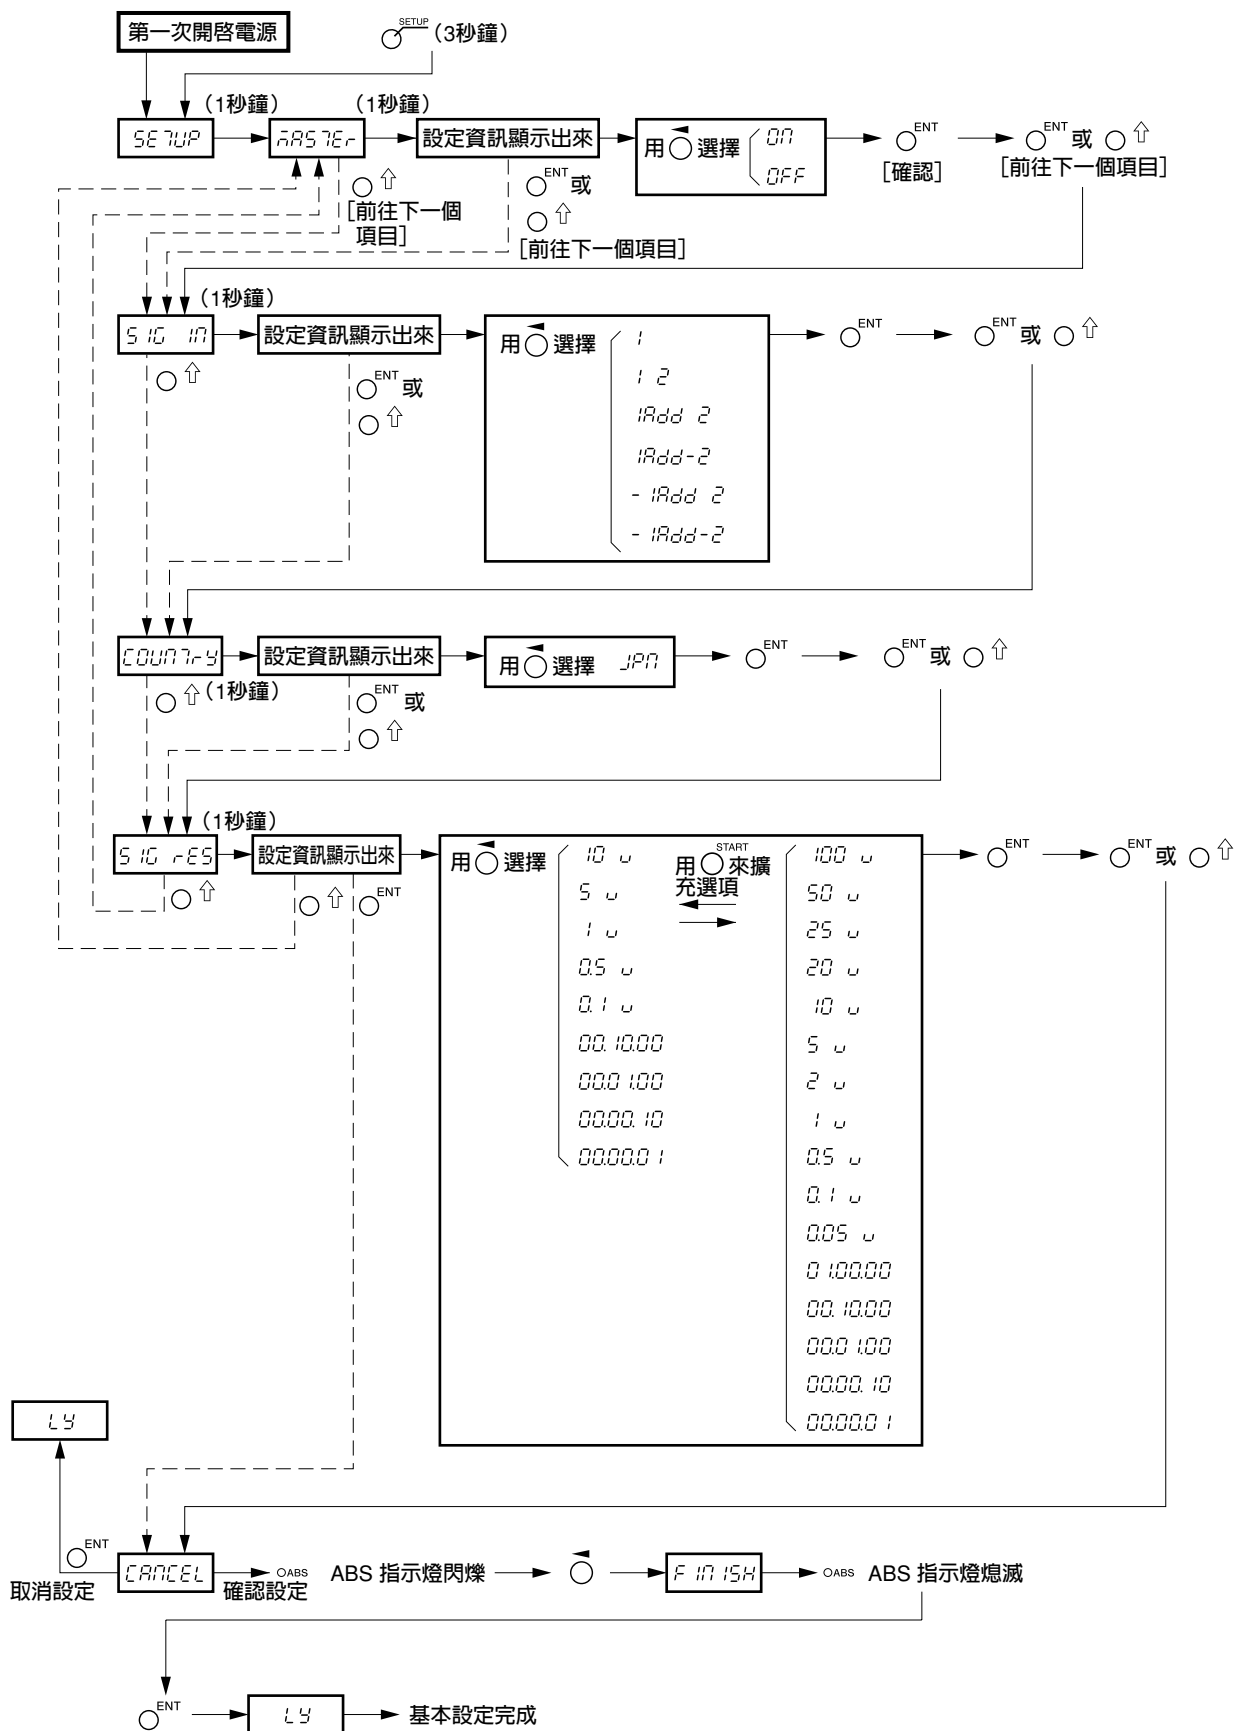 第一次開啓電源
SETUP
(3秒鐘)
(1秒鐘)
(1秒鐘)
SETUP
MASTEr
設定資訊顯示出來
用 選擇
ON
OFF
ENT
[確認]
ENT 或
[前往下一個項目]
[前往下一個
項目]
ENT 或
[前往下一個項目]
(1秒鐘)
SIG IN
設定資訊顯示出來
用 選擇
1
1 2
1Add 2
1Add-2
-1Add 2
-1Add-2
ENT
ENT 或
ENT 或
COUNTrY
設定資訊顯示出來
用 選擇 JPN
ENT
ENT 或
(1秒鐘)
ENT 或
(1秒鐘)
SIG rES
設定資訊顯示出來
ENT
用 選擇
10 u
5 u
1 u
0.5 u
0.1 u
00.10.00
00.01.00
00.00.10
00.00.01
START
用 來擴
充選項
100 u
50 u
25 u
20 u
10 u
5 u
2 u
1 u
0.5 u
0.1 u
0.05 u
01.00.00
00.10.00
00.01.00
00.00.10
00.00.01
ENT
ENT 或
LY
ENT
取消設定
CANCEL
確認設定
ABS
ABS 指示燈閃爍
FINISH
ABS
ABS 指示燈熄滅
ENT
LY
基本設定完成